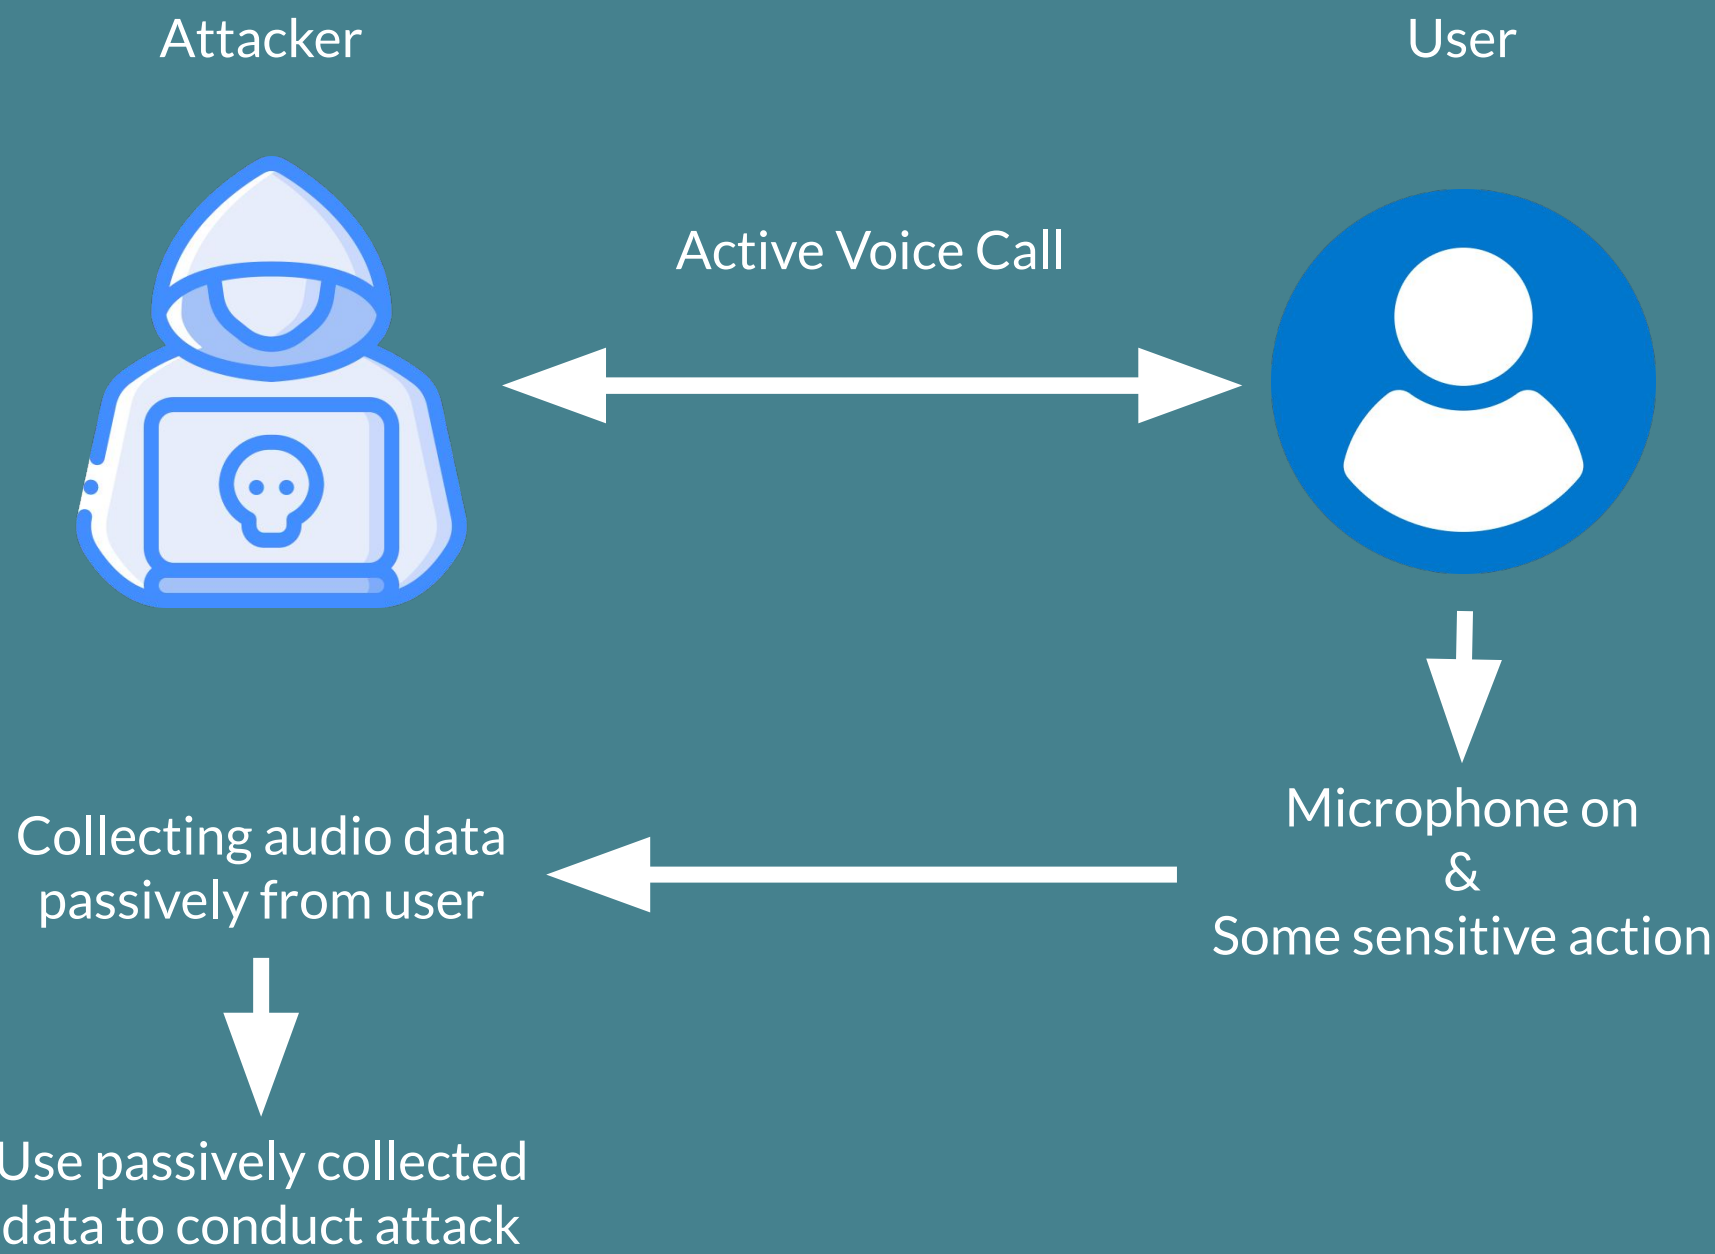 Attacker
User
Active Voice Call
Microphone on
&
Some sensitive action
Collecting audio data
passively from user
Use passively collected
data to conduct attack